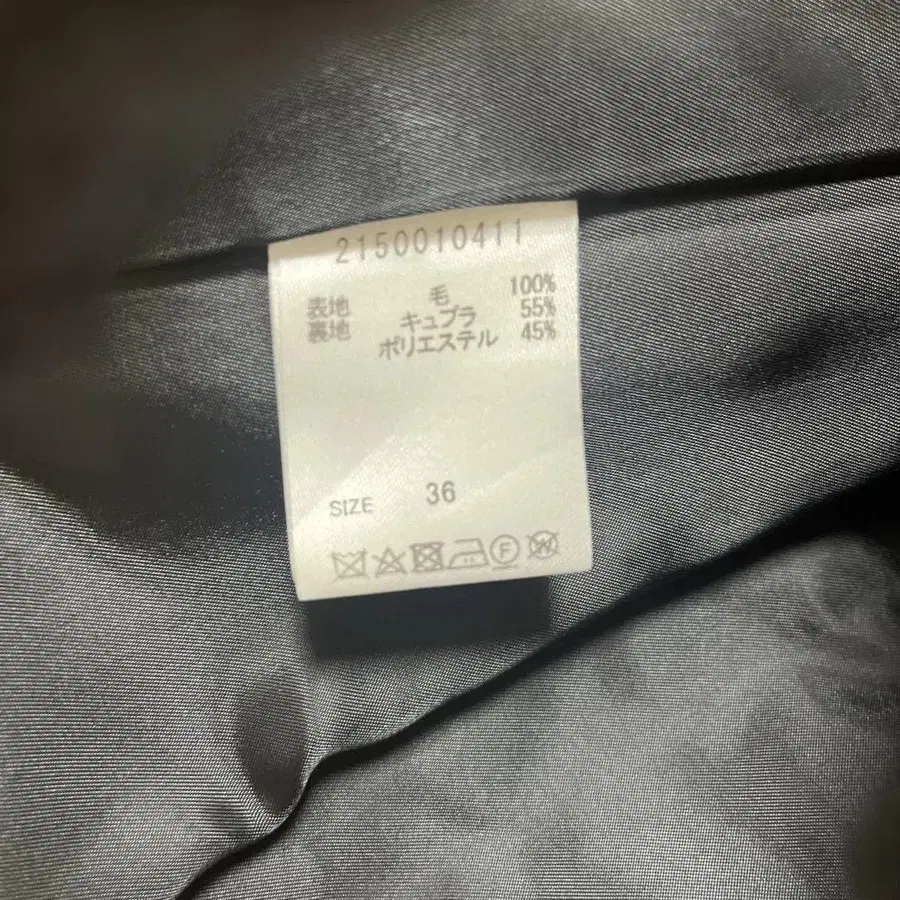 2150010411
表地 毛 100%
裏地 キュプラ 55%
ポリエステル 45%
SIZE 36
F W